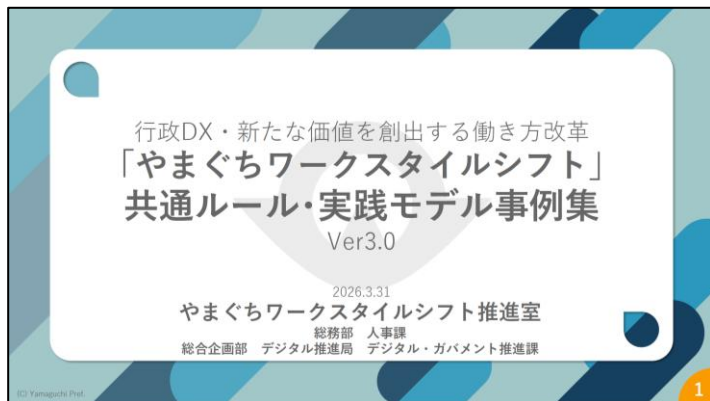 行政DX・新たな価値を創出する働き方改革
「やまぐちワークスタイルシフト」
共通ルール・実践モデル事例集
Ver3.0
2026.3.31
やまぐちワークスタイルシフト推進室
総務部　人事課
総合企画部　デジタル推進局　デジタル・ガバメント推進課
(C) Yamaguchi Pref.
1